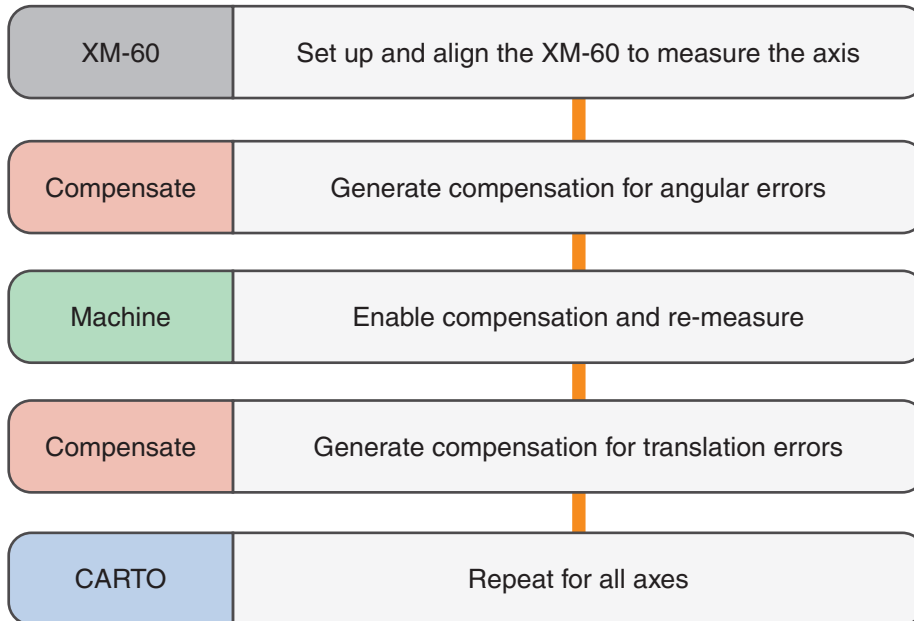 XM-60 Set up and align the XM-60 to measure the axis
Compensate Generate compensation for angular errors
Machine Enable compensation and re-measure
Compensate Generate compensation for translation errors
CARTO Repeat for all axes